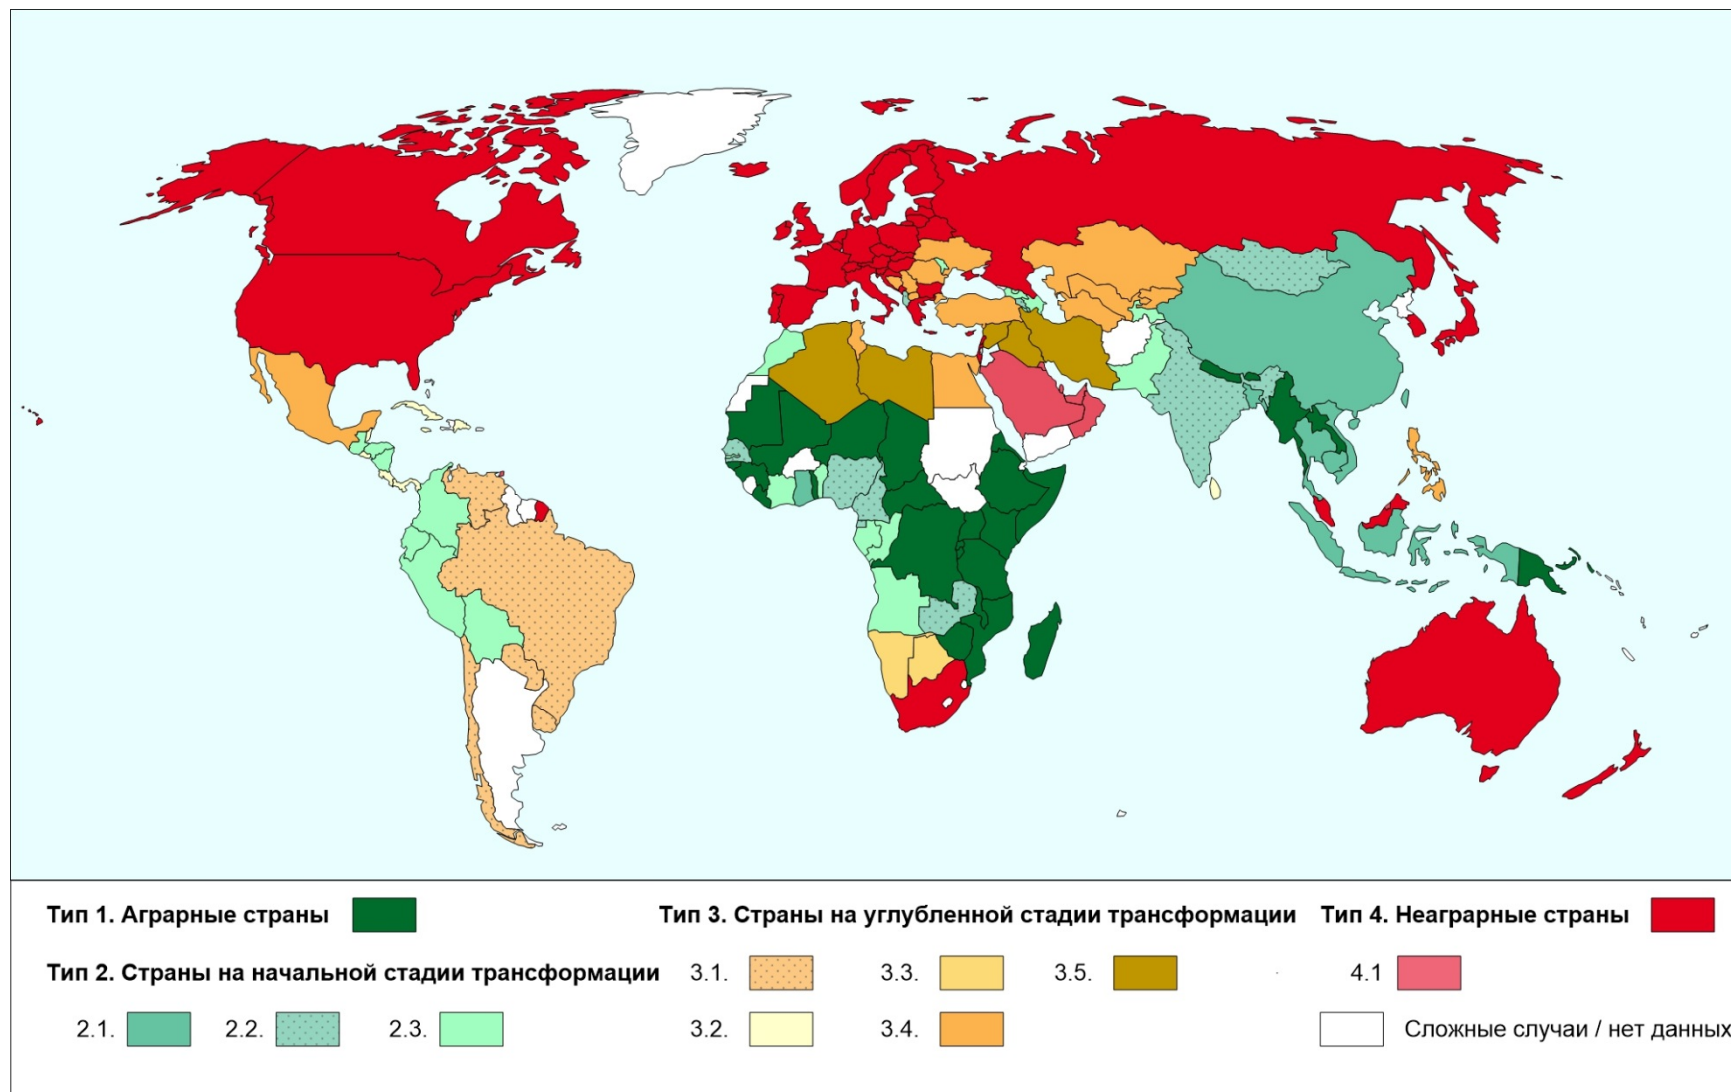 Тип 1. Аграрные страны
Тип 3. Страны на углубленной стадии трансформации
Тип 4. Неаграрные страны
Тип 2. Страны на начальной стадии трансформации
3.1.
3.3.
3.5.
4.1
2.1.
2.2.
2.3.
3.2.
3.4.
Сложные случаи / нет данных